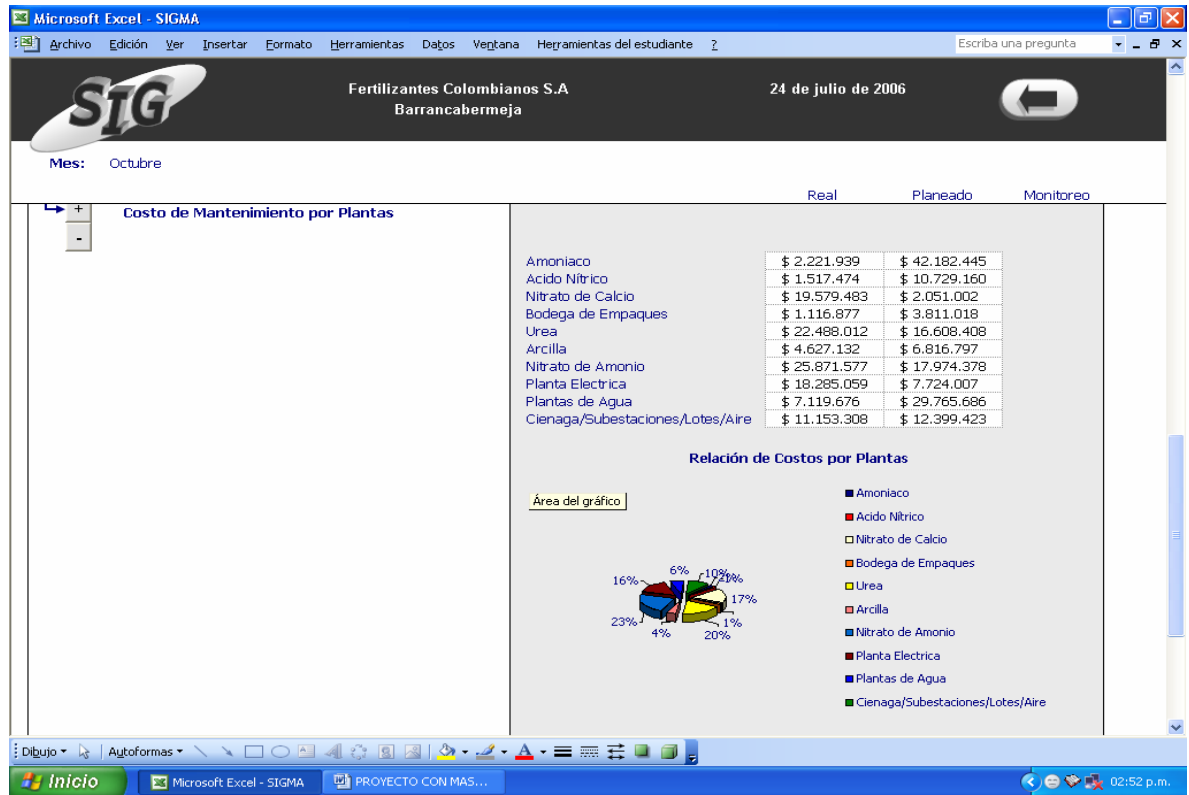 Microsoft Excel - SIGMA
Archivo Edición Ver Insertar Formato Herramientas Datos Ventana Herramientas del estudiante ? Escriba una pregunta
SIG
Fertilizantes Colombianos S.A 24 de julio de 2006
Barrancabermeja
Mes: Octubre
Real Planeado Monitoreo
+ Costo de Mantenimiento por Plantas
-
Amoniaco $ 2.221.939 $ 42.182.445
Acido Nítrico $ 1.517.474 $ 10.729.160
Nitrato de Calcio $ 19.579.483 $ 2.051.002
Bodega de Empaques $ 1.116.877 $ 3.811.018
Urea $ 22.488.012 $ 16.608.408
Arcilla $ 4.627.132 $ 6.816.797
Nitrato de Amonio $ 25.871.577 $ 17.974.378
Planta Electrica $ 18.285.059 $ 7.724.007
Plantas de Agua $ 7.119.676 $ 29.765.686
Cienaga/Subestaciones/Lotes/Aire $ 11.153.308 $ 12.399.423
Relación de Costos por Plantas
Área del gráfico
Amoniaco
Acido Nítrico
Nitrato de Calcio
Bodega de Empaques
Urea
Arcilla
Nitrato de Amonio
Planta Electrica
Plantas de Agua
Cienaga/Subestaciones/Lotes/Aire
6% 10%
16%
17%
23% 1%
4% 20%
Dibujo Autoformas
Inicio Microsoft Excel - SIGMA PROYECTO CON MAS... 02:52 p.m.